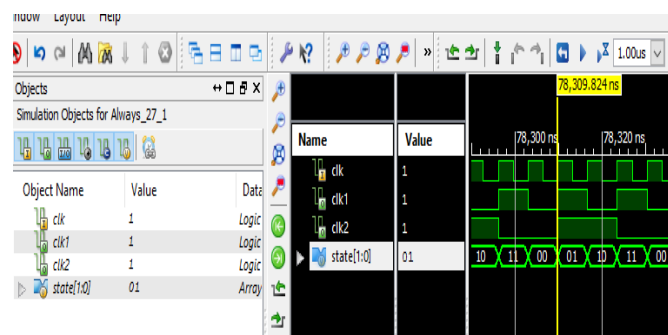 ndow Layout Help
» 1.00us
Objects
Simulation Objects for Always_27_1
Object Name Value Data
clk 1 Logic
clk1 1 Logic
clk2 1 Logic
state[1:0] 01 Array
Name Value
clk 1
clk1 1
clk2 1
state[1:0] 01
78,309.824 ns
78,300 ns 78,320 ns
10 11 00 01 10 11 00